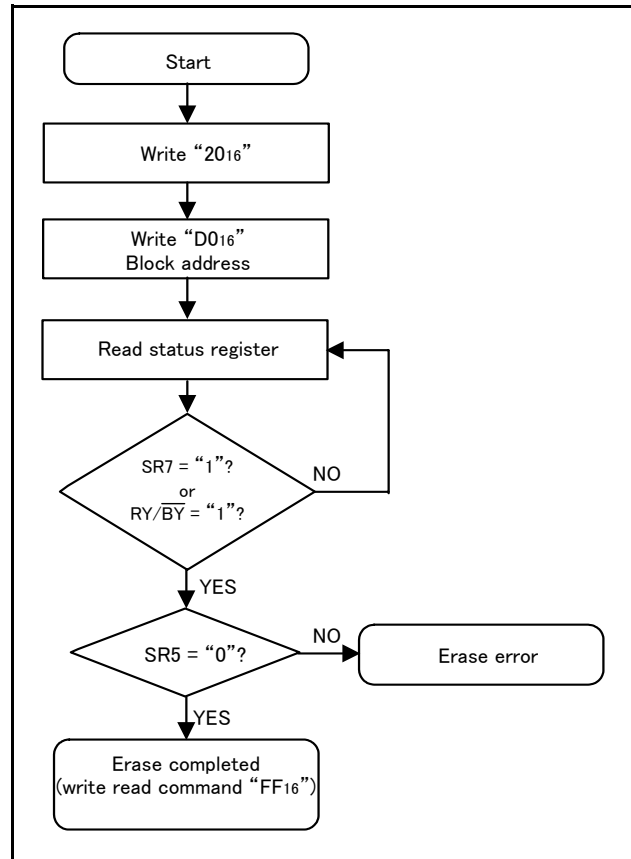 Start
Write “2016”
Write “D016”
Block address
Read status register
SR7 = “1”?
or
RY/BY = “1”?
NO
YES
SR5 = “0”?
NO
Erase error
YES
Erase completed
(write read command “FF16”)